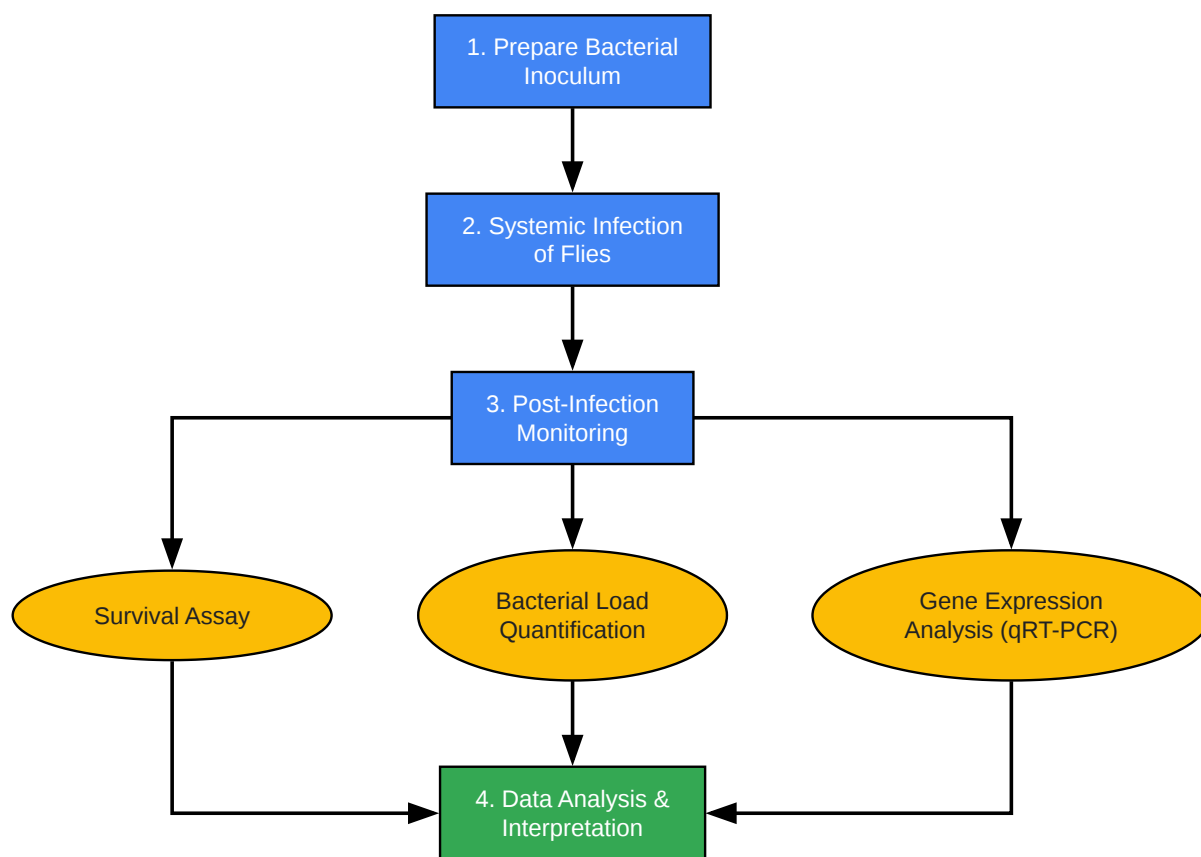 1. Prepare Bacterial
Inoculum
2. Systemic Infection
of Flies
3. Post-Infection
Monitoring
Survival Assay
Bacterial Load
Quantification
Gene Expression
Analysis (qRT-PCR)
4. Data Analysis &
Interpretation